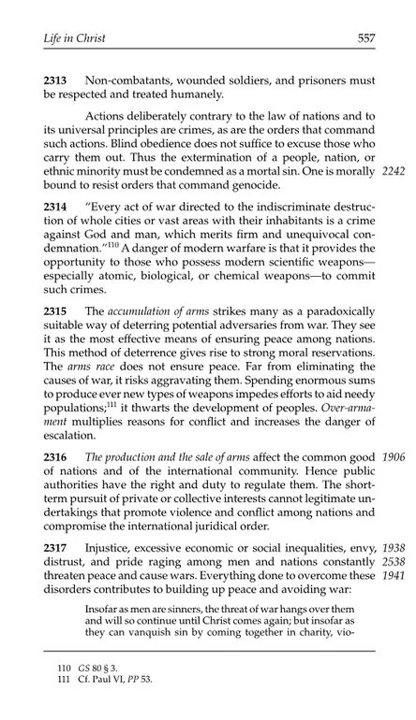 Life in Christ 557
2313 Non-combatants, wounded soldiers, and prisoners must
be respected and treated humanely.
Actions deliberately contrary to the law of nations and to
its universal principles are crimes, as are the orders that command
such actions. Blind obedience does not suffice to excuse those who
carry them out. Thus the extermination of a people, nation, or
ethnic minority must be condemned as a mortal sin. One is morally 2242
bound to resist orders that command genocide.
2314 "Every act of war directed to the indiscriminate destruc-
tion of whole cities or vast areas with their inhabitants is a crime
against God and man, which merits firm and unequivocal con-
demnation."110 A danger of modern warfare is that it provides the
opportunity to those who possess modern scientific weapons—
especially atomic, biological, or chemical weapons—to commit
such crimes.
2315 The accumulation of arms strikes many as a paradoxically
suitable way of deterring potential adversaries from war. They see
it as the most effective means of ensuring peace among nations.
This method of deterrence gives rise to strong moral reservations.
The arms race does not ensure peace. Far from eliminating the
causes of war, it risks aggravating them. Spending enormous sums
to produce ever new types of weapons impedes efforts to aid needy
populations;111 it thwarts the development of peoples. Over-arma-
ment multiplies reasons for conflict and increases the danger of
escalation.
2316 The production and the sale of arms affect the common good 1906
of nations and of the international community. Hence public
authorities have the right and duty to regulate them. The short-
term pursuit of private or collective interests cannot legitimate un-
dertakings that promote violence and conflict among nations and
compromise the international juridical order.
2317 Injustice, excessive economic or social inequalities, envy, 1938
distrust, and pride raging among men and nations constantly 2538
threaten peace and cause wars. Everything done to overcome these 1941
disorders contributes to building up peace and avoiding war:
Insofar as men are sinners, the threat of war hangs over them
and will so continue until Christ comes again; but insofar as
they can vanquish sin by coming together in charity, vio-
110 GS 80 § 3.
111 Cf. Paul VI, PP 53.